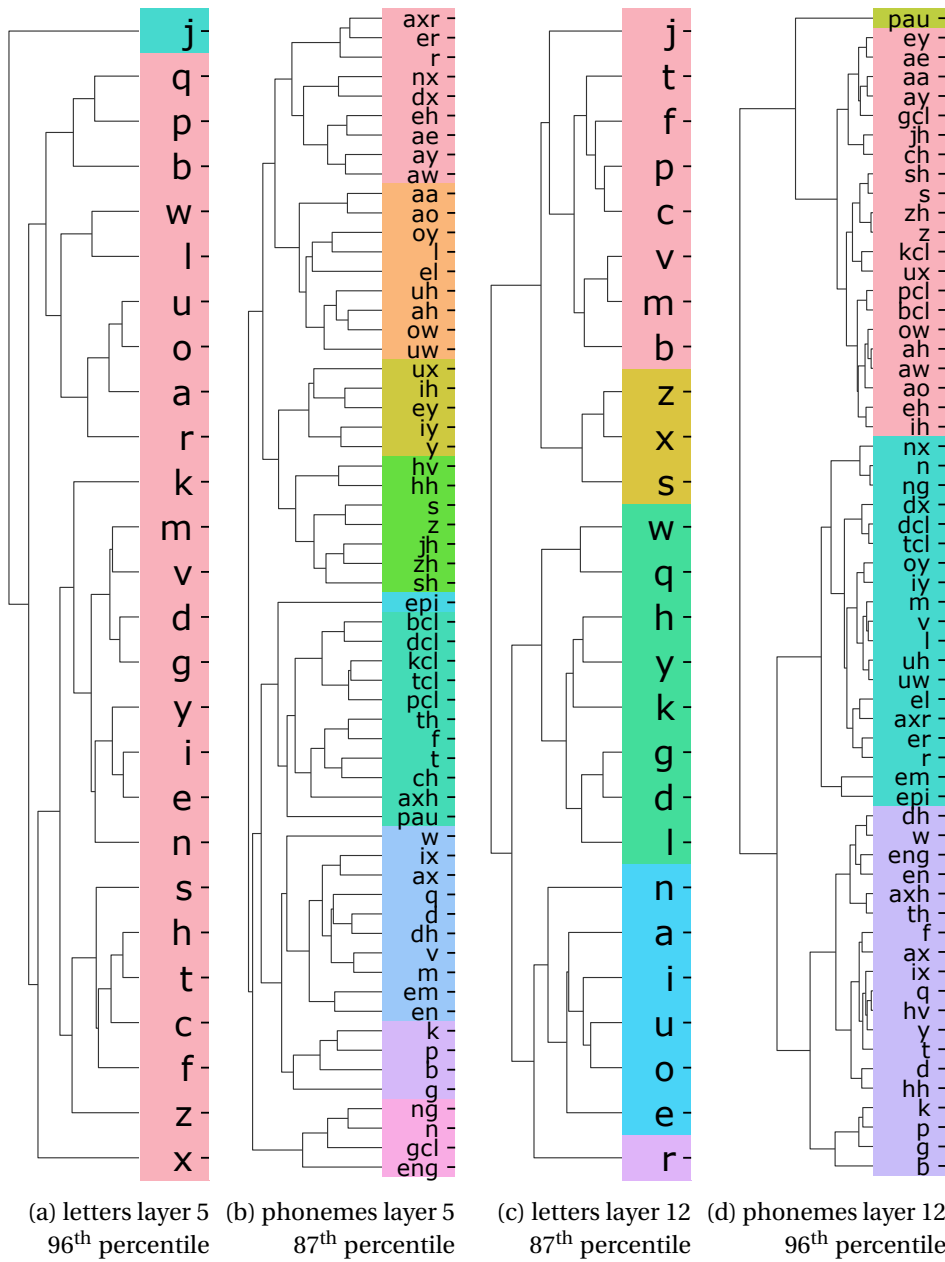 j
q
p
b
w
l
u
o
a
r
k
m
v
d
g
y
i
e
n
s
h
t
c
f
z
x
axr
er
r
nx
dx
eh
ae
ay
aw
aa
ao
oy
l
el
uh
ah
ow
uw
ux
ih
ey
iy
y
hv
hh
s
z
jh
zh
sh
epi
bcl
dcl
kcl
tcl
pcl
th
f
t
ch
axh
pau
w
ix
ax
q
d
dh
v
m
em
en
k
p
b
g
ng
n
gcl
eng
j
t
f
p
c
v
m
b
z
x
s
w
q
h
y
k
g
d
l
n
a
i
u
o
e
r
pau
ey
ae
aa
ay
gcl
jh
ch
sh
s
zh
z
kcl
ux
pcl
bcl
ow
ah
aw
ao
eh
ih
nx
n
ng
dx
dcl
tcl
oy
iy
m
v
l
uh
uw
el
axr
er
r
em
epi
dh
w
eng
en
axh
th
f
ax
ix
q
hv
y
t
d
hh
k
p
g
b
(a) letters layer 5
96th percentile
(b) phonemes layer 5
87th percentile
(c) letters layer 12
87th percentile
(d) phonemes layer 12
96th percentile